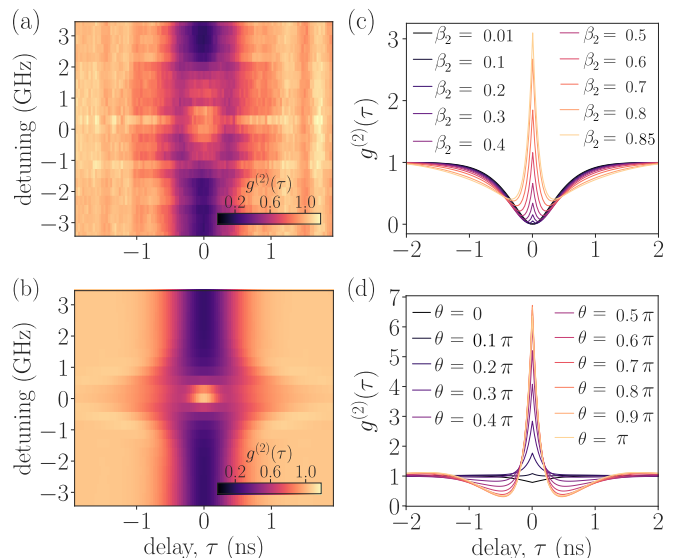 (a)
detuning (GHz)
3
2
1
0
−1
−2
−3
g(2)(τ)
0.2 0.6 1.0
−1 0 1
(b)
detuning (GHz)
3
2
1
0
−1
−2
−3
g(2)(τ)
0.2 0.6 1.0
−1 0 1
delay, τ (ns)
(c)
g(2)(τ)
3
2
1
0
β2 = 0.01
β2 = 0.1
β2 = 0.2
β2 = 0.3
β2 = 0.4
β2 = 0.5
β2 = 0.6
β2 = 0.7
β2 = 0.8
β2 = 0.85
−2 −1 0 1 2
(d)
g(2)(τ)
7
6
5
4
3
2
1
0
θ = 0
θ = 0.1 π
θ = 0.2 π
θ = 0.3 π
θ = 0.4 π
θ = 0.5 π
θ = 0.6 π
θ = 0.7 π
θ = 0.8 π
θ = 0.9 π
θ = π
−2 −1 0 1 2
delay, τ (ns)